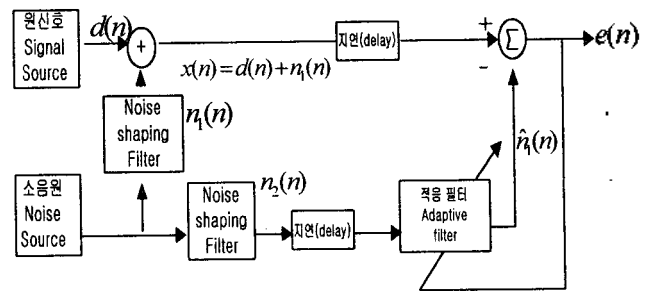 원신호
Signal
Source
d(n)
+
x(n) = d(n)+n₁(n)
지연(delay)
+
-
Σ
e(n)
Noise
shaping
Filter
n₁(n)
n̂₁(n)
소음원
Noise
Source
Noise
shaping
Filter
n₂(n)
지연(delay)
적응 필터
Adaptive
filter